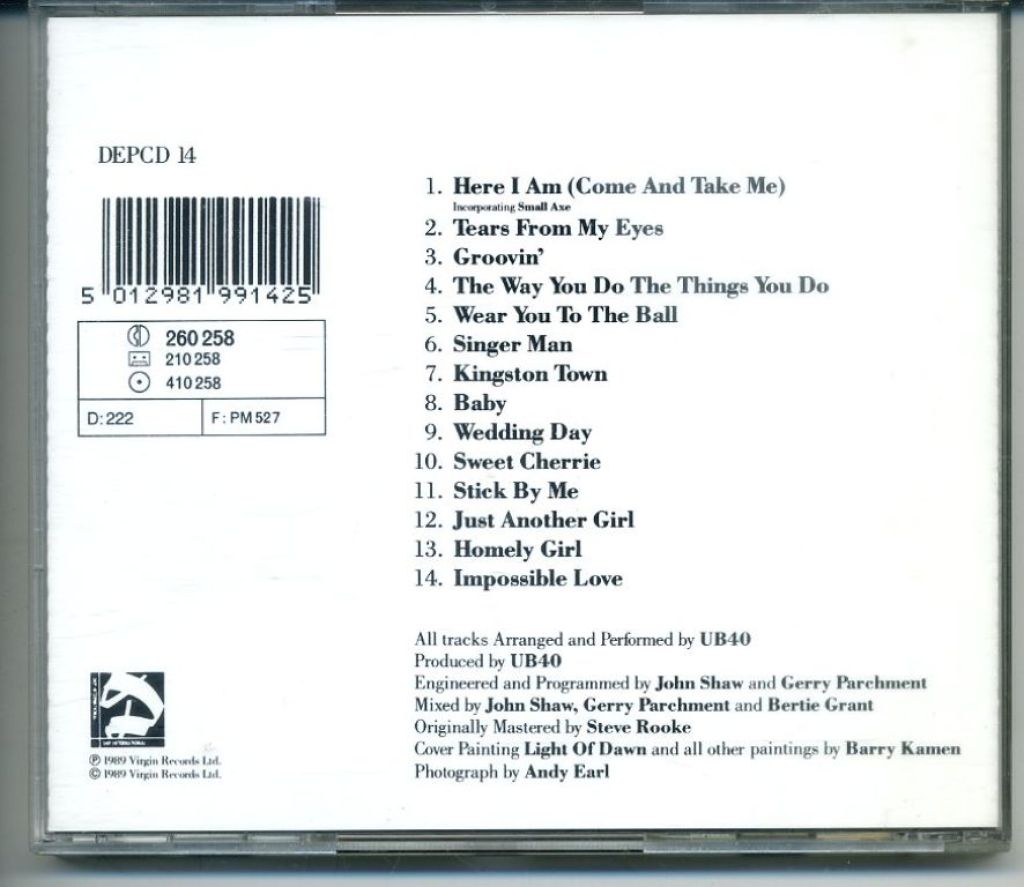 DEPCD 14
5 012981 991425
260 258
210 258
410 258
D: 222
F: PM 527
1. Here I Am (Come And Take Me)
Incorporating Small Axe
2. Tears From My Eyes
3. Groovin'
4. The Way You Do The Things You Do
5. Wear You To The Ball
6. Singer Man
7. Kingston Town
8. Baby
9. Wedding Day
10. Sweet Cherrie
11. Stick By Me
12. Just Another Girl
13. Homely Girl
14. Impossible Love
All tracks Arranged and Performed by UB40
Produced by UB40
Engineered and Programmed by John Shaw and Gerry Parchment
Mixed by John Shaw, Gerry Parchment and Bertie Grant
Originally Mastered by Steve Rooke
Cover Painting Light Of Dawn and all other paintings by Barry Kamen
Photograph by Andy Earl
DEP INTERNATIONAL
℗ 1989 Virgin Records Ltd.
© 1989 Virgin Records Ltd.